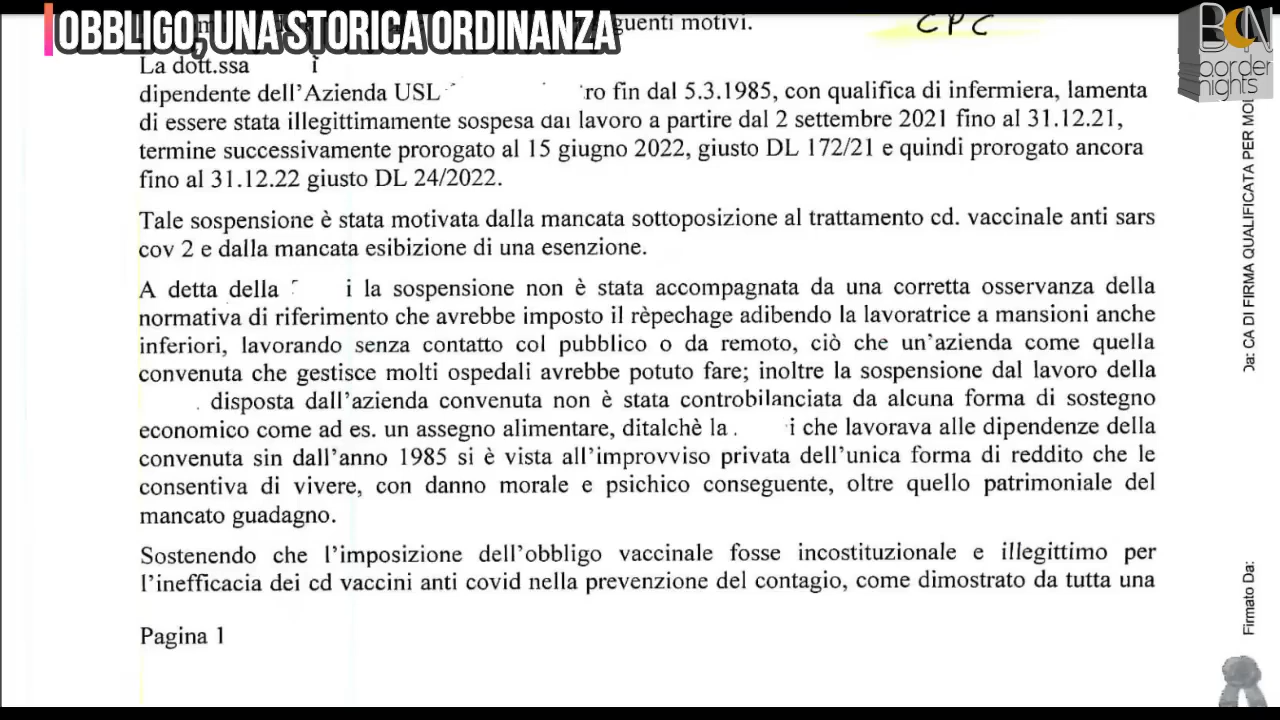 OBBLIGO, UNA STORICA ORDINANZA
guenti motivi.
CPC
BCN
border
nights
La dott.ssa i
dipendente dell'Azienda USL ro fin dal 5.3.1985, con qualifica di infermiera, lamenta
di essere stata illegittimamente sospesa dal lavoro a partire dal 2 settembre 2021 fino al 31.12.21,
termine successivamente prorogato al 15 giugno 2022, giusto DL 172/21 e quindi prorogato ancora
fino al 31.12.22 giusto DL 24/2022.
Tale sospensione è stata motivata dalla mancata sottoposizione al trattamento cd. vaccinale anti sars
cov 2 e dalla mancata esibizione di una esenzione.
A detta della i la sospensione non è stata accompagnata da una corretta osservanza della
normativa di riferimento che avrebbe imposto il rèpechage adibendo la lavoratrice a mansioni anche
inferiori, lavorando senza contatto col pubblico o da remoto, ciò che un'azienda come quella
convenuta che gestisce molti ospedali avrebbe potuto fare; inoltre la sospensione dal lavoro della
disposta dall'azienda convenuta non è stata controbilanciata da alcuna forma di sostegno
economico come ad es. un assegno alimentare, ditalchè la i che lavorava alle dipendenze della
convenuta sin dall'anno 1985 si è vista all'improvviso privata dell'unica forma di reddito che le
consentiva di vivere, con danno morale e psichico conseguente, oltre quello patrimoniale del
mancato guadagno.
Sostenendo che l'imposizione dell'obbligo vaccinale fosse incostituzionale e illegittimo per
l'inefficacia dei cd vaccini anti covid nella prevenzione del contagio, come dimostrato da tutta una
Pagina 1
Da: CA DI FIRMA QUALIFICATA PER MO
Firmato Da: